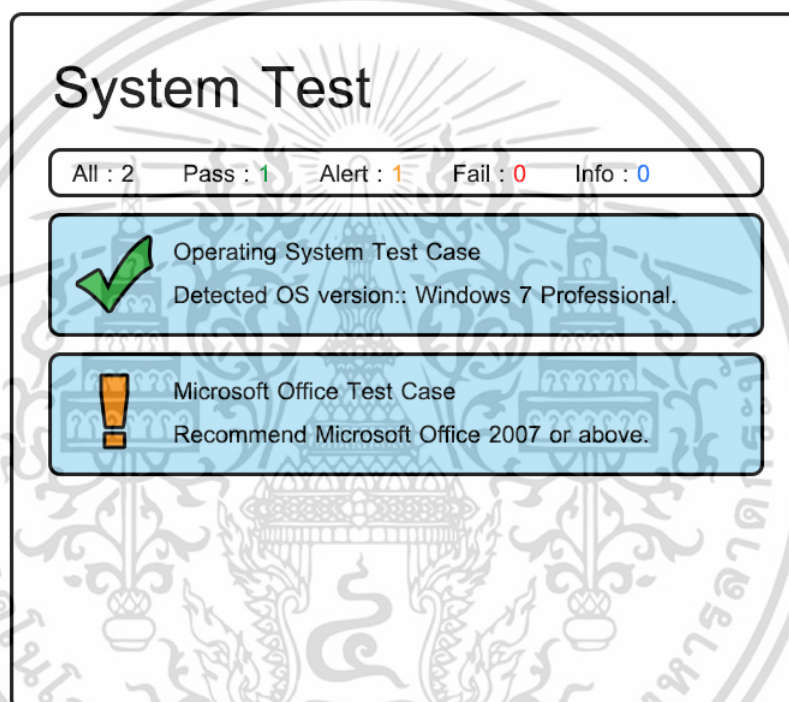 System Test
All : 2 Pass : 1 Alert : 1 Fail : 0 Info : 0
Operating System Test Case
Detected OS version:: Windows 7 Professional.
Microsoft Office Test Case
Recommend Microsoft Office 2007 or above.